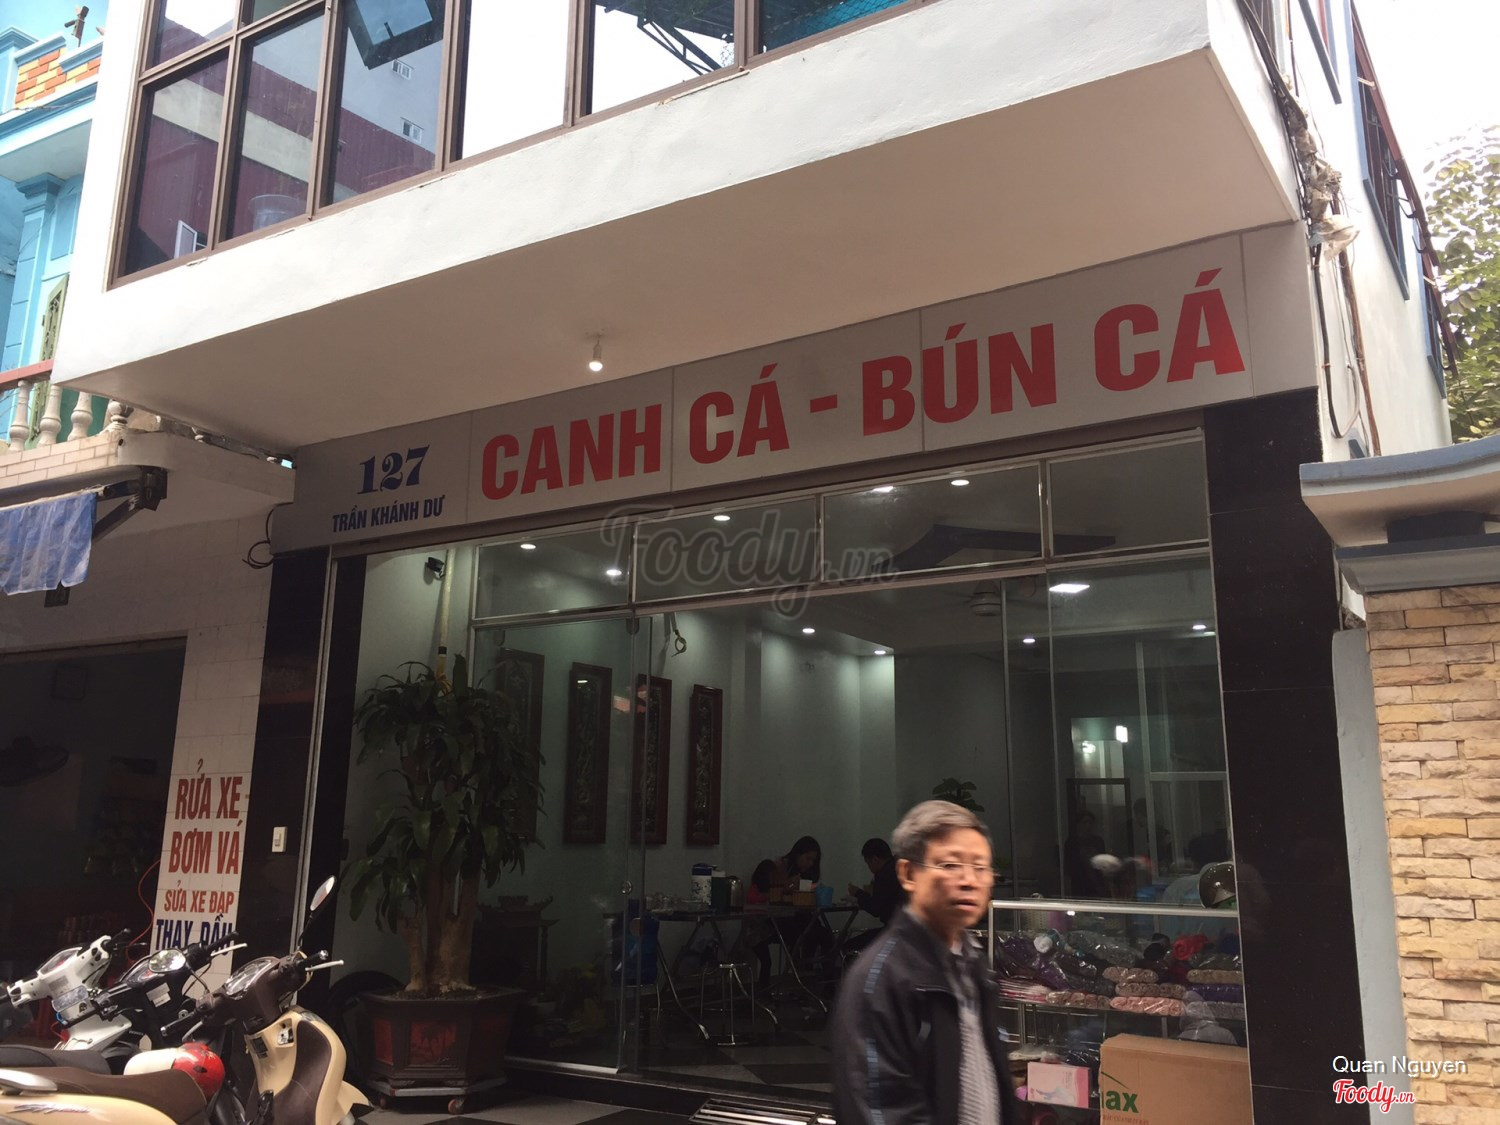 CANH CÁ - BÚN CÁ
127
TRẦN KHÁNH DƯ
Foody.vn
RỬA XE
BƠM VÁ
SỬA XE ĐẠP
THAY DẦU
Quan Nguyen
Foody.vn